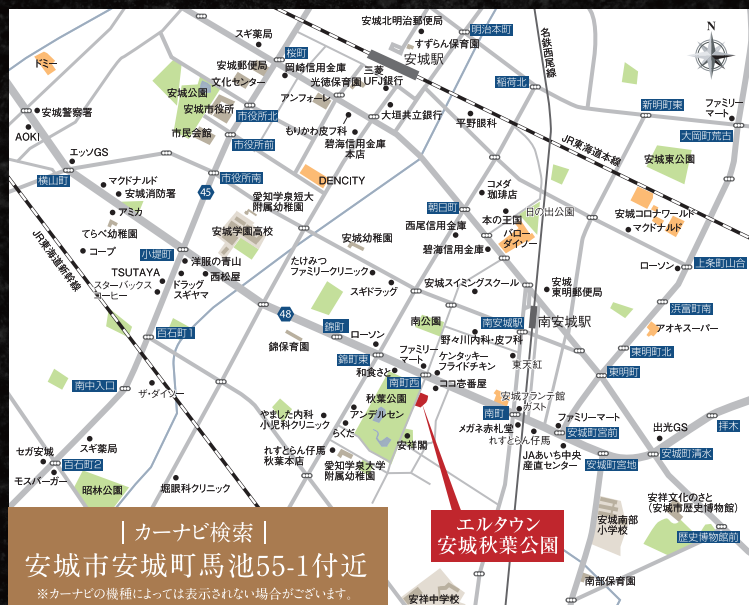 安城北明治郵便局
明治本町
スギ薬局
すずらん保育園
桜町
安城駅
名鉄西尾線
N
ドミー
安城郵便局
岡崎信用金庫
三菱
UFJ銀行
文化センター
光徳保育園
稲荷北
安城公園
アンフォーレ
新明町東
ファミリー
マート
安城警察署
安城市役所
市役所北
大垣共立銀行
平野眼科
大岡町荒古
AOKI
市民会館
もりかわ皮フ科
市役所前
碧海信用金庫
本店
JR東海道本線
安城東公園
エッソGS
横山町
マクドナルド
市役所南
DENCITY
コメダ
珈琲店
安城消防署
45
愛知学泉短大
附属幼稚園
朝日町
本の王国
日の出公園
安城コロナワールド
アミカ
西尾信用金庫
バロー
ダイソー
マクドナルド
てらべ幼稚園
安城学園高校
安城幼稚園
碧海信用金庫
コープ
小堤町
JR東海道新幹線
洋服の青山
たけみつ
ファミリークリニック
ローソン
上条町山合
TSUTAYA
スターバックス
コーヒー
西松屋
ドラッグ
スギヤマ
スギドラッグ
安城スイミングスクール
安城
東明郵便局
浜富町南
48
錦町
南公園
南安城駅
南安城駅
アオキスーパー
百石町1
ローソン
野々川内科・皮フ科
錦保育園
錦町東
ファミリー
マート
ケンタッキー
フライドチキン
東明町北
和食さと
東天紅
東明町
南中入口
南町西
ココ壱番屋
ザ・ダイソー
秋葉公園
安城フランテ館
ガスト
アンデルセン
南町
ファミリーマート
拝木
やました内科
小児科クリニック
メガネ赤札堂
安城町宮前
出光GS
らくだ
れすとらん仔馬
セガ安城
スギ薬局
安祥閣
れすとらん仔馬
秋葉本店
JAあいち中央
産直センター
安城町清水
百石町2
愛知学泉大学
附属幼稚園
安城町宮地
モスバーガー
昭林公園
堀眼科クリニック
安祥文化のさと
(安城市歴史博物館)
エルタウン
安城秋葉公園
安城南部
小学校
歴史博物館前
南部保育園
安祥中学校
カーナビ検索
安城市安城町馬池55-1付近
※カーナビの機種によっては表示されない場合がございます。